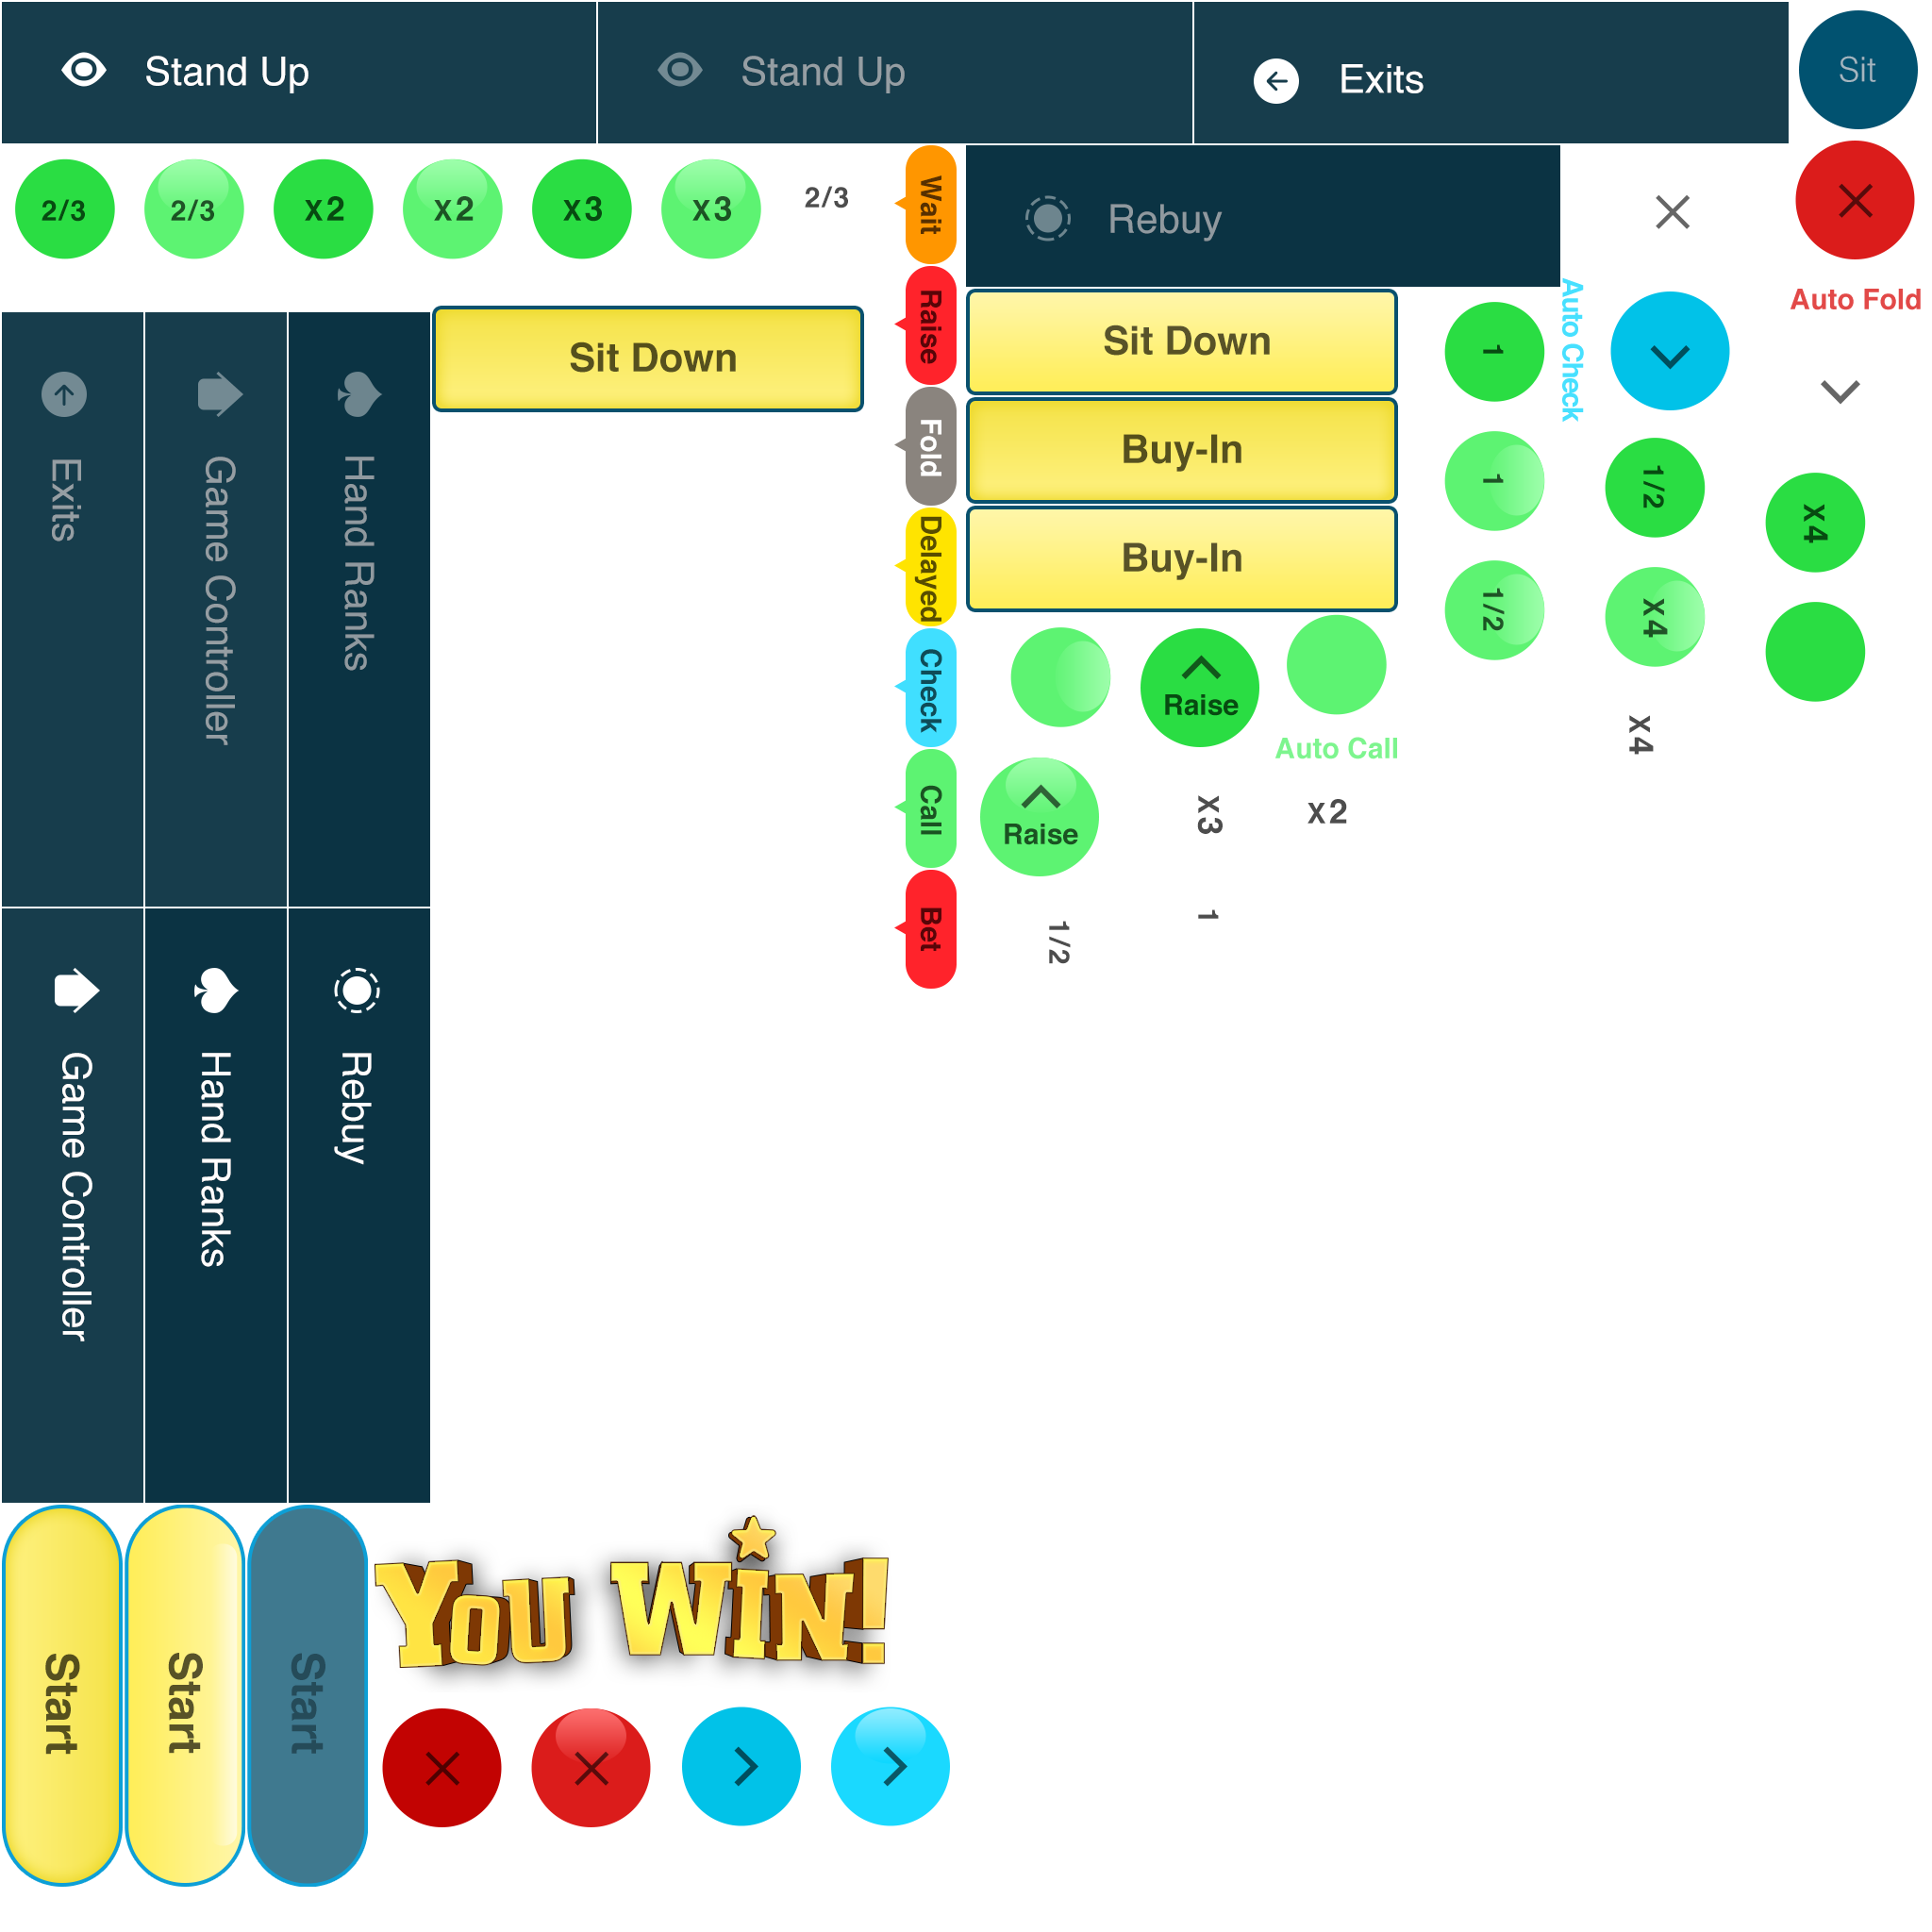 Stand Up
Stand Up
Exits
Sit
2/3
2/3
x2
x2
x3
x3
2/3
Wait
Rebuy
Raise
Auto Fold
Sit Down
Sit Down
1
Auto Check
Exits
Game Controller
Hand Ranks
Fold
Buy-In
1
1/2
x4
Delayed
Buy-In
1/2
x4
Check
Raise
Auto Call
x4
Call
Raise
x3
x2
Bet
1/2
1
Game Controller
Hand Ranks
Rebuy
Start
Start
Start
YOU WIN!